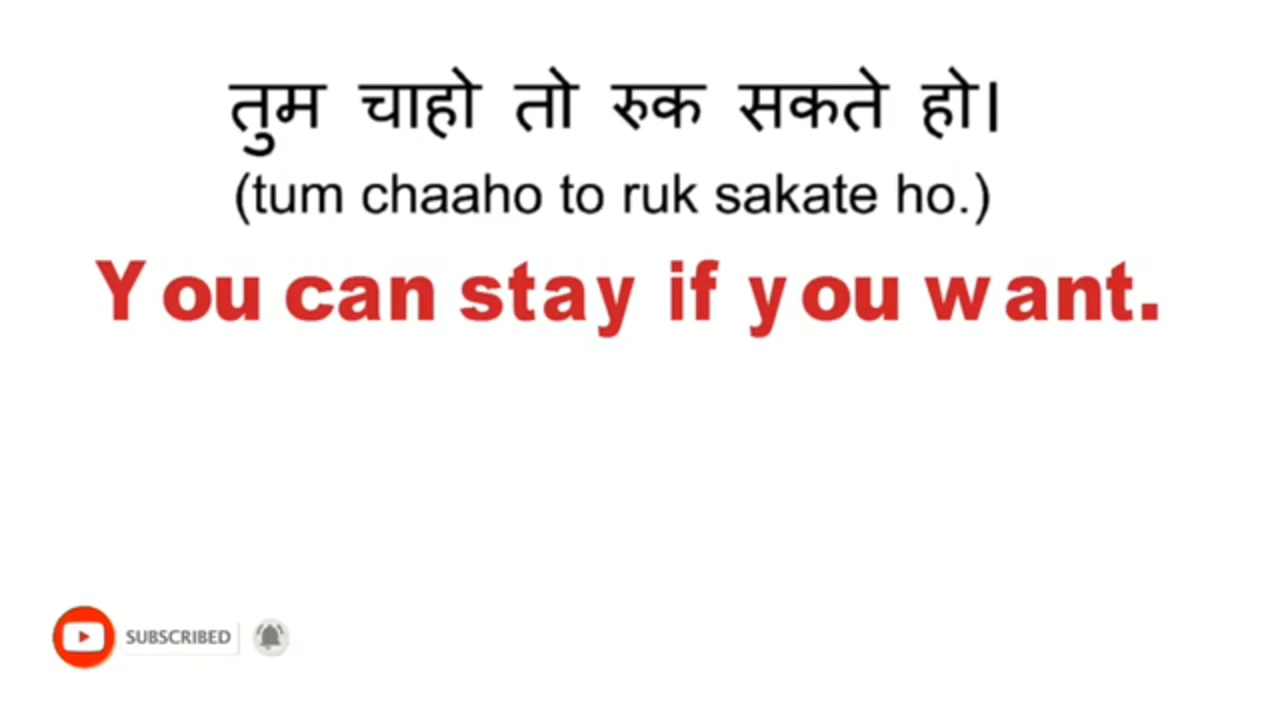 तुम चाहो तो रुक सकते हो।
(tum chaaho to ruk sakate ho.)
You can stay if you want.
SUBSCRIBED